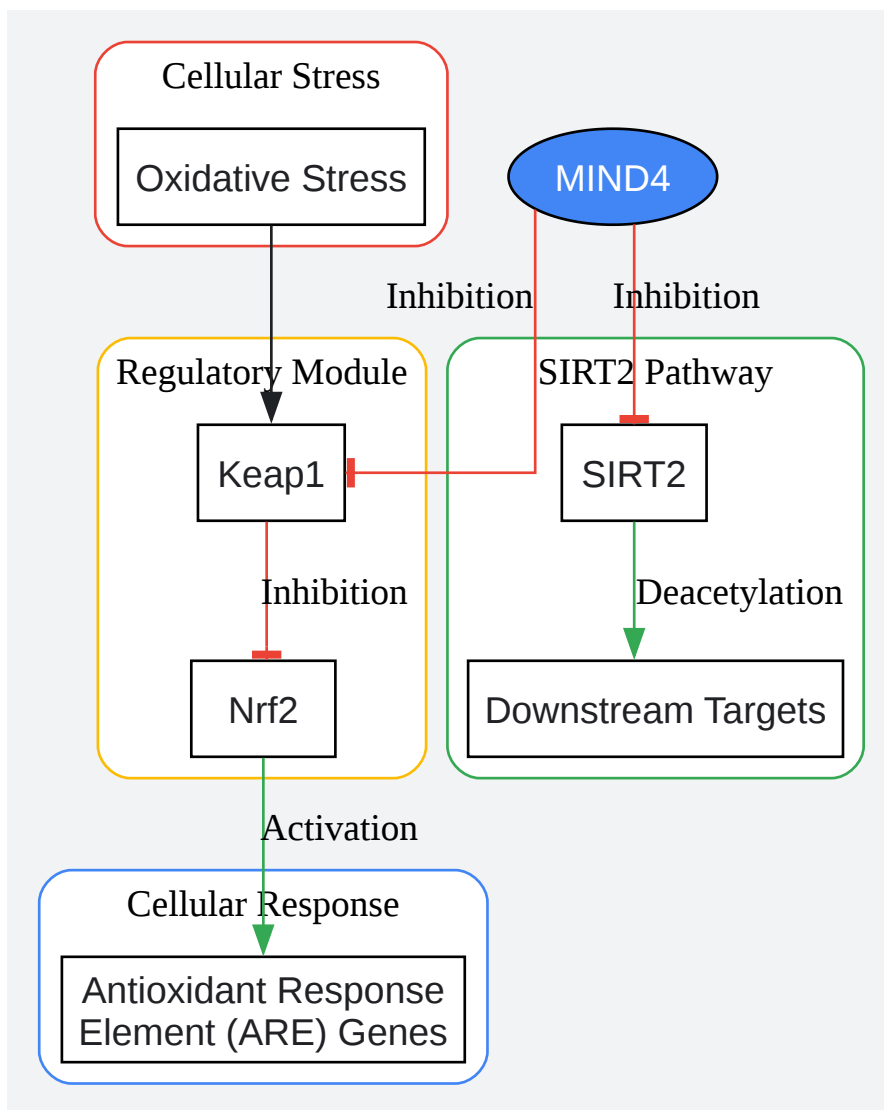 Cellular Stress
Oxidative Stress
MIND4
Inhibition
Inhibition
Regulatory Module
SIRT2 Pathway
Keap1
SIRT2
Inhibition
Deacetylation
Nrf2
Downstream Targets
Activation
Cellular Response
Antioxidant Response
Element (ARE) Genes